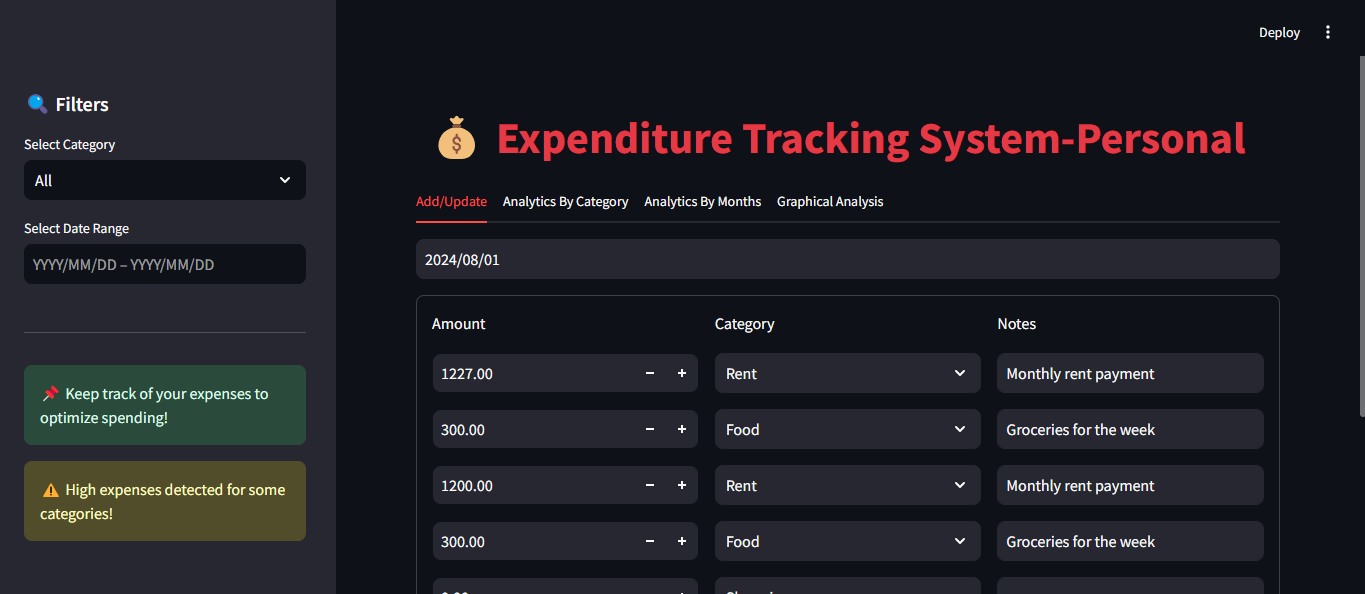 Deploy
Filters
Select Category
All
Select Date Range
YYYY/MM/DD – YYYY/MM/DD
Keep track of your expenses to
optimize spending!
High expenses detected for some
categories!
Expenditure Tracking System-Personal
Add/Update Analytics By Category Analytics By Months Graphical Analysis
2024/08/01
Amount Category Notes
1227.00 Rent Monthly rent payment
300.00 Food Groceries for the week
1200.00 Rent Monthly rent payment
300.00 Food Groceries for the week